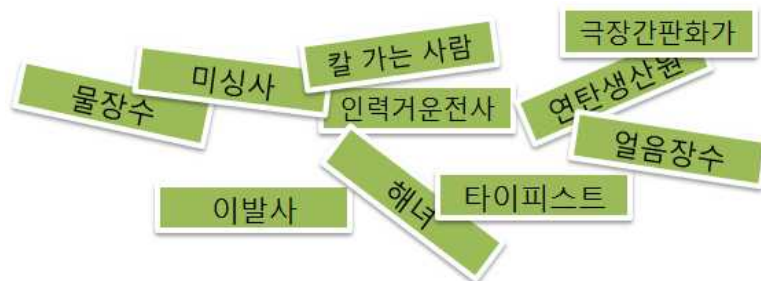 극장간판화가
칼 가는 사람
미싱사
물장수
인력거운전사
연탄생산원
얼음장수
이발사
해녀
타이피스트